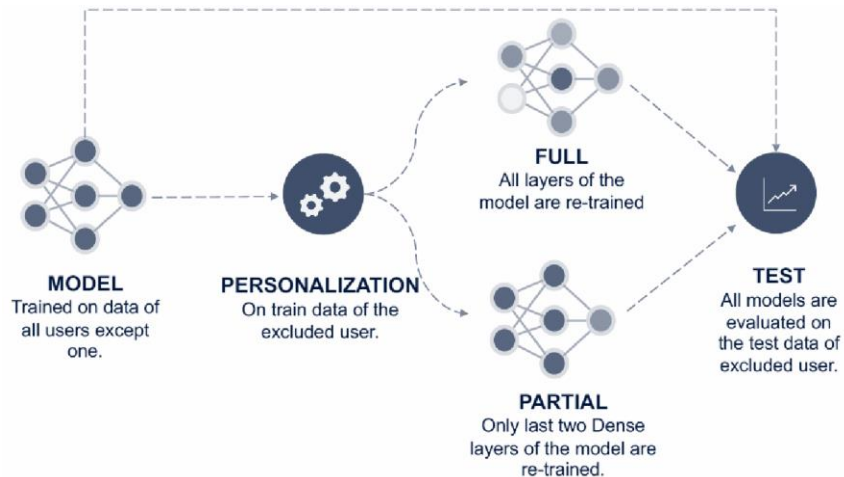 MODEL
Trained on data of
all users except
one.
PERSONALIZATION
On train data of the
excluded user.
FULL
All layers of the
model are re-trained
PARTIAL
Only last two Dense
layers of the model are
re-trained.
TEST
All models are
evaluated on
the test data of
excluded user.